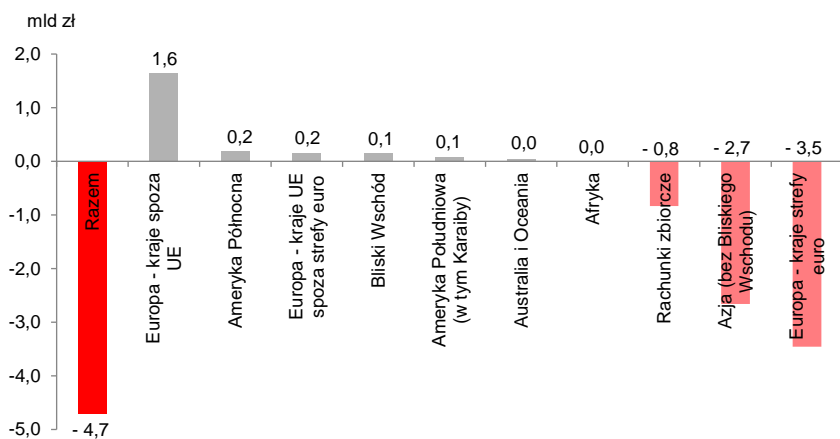 mld zł
2,0
1,0
0,0
-1,0
-2,0
-3,0
-4,0
-5,0
- 4,7
1,6
0,2
0,2
0,1
0,1
0,0
0,0
- 0,8
- 2,7
- 3,5
Razem
Europa - kraje spoza
UE
Ameryka Północna
Europa - kraje UE
spoza strefy euro
Bliski Wschód
Ameryka Południowa
(w tym Karaiby)
Australia i Oceania
Afryka
Rachunki zbiorcze
Azja (bez Bliskiego
Wschodu)
Europa - kraje strefy
euro